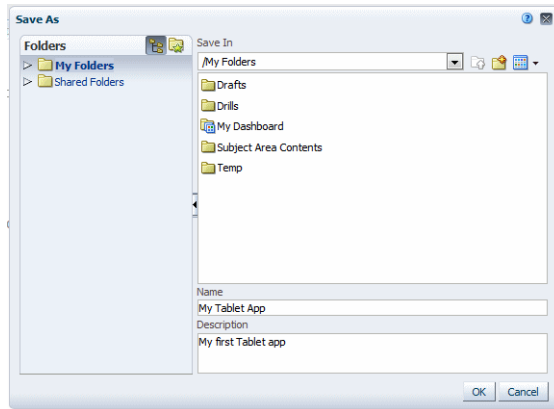 Save As
Folders
My Folders
Shared Folders
Save In
/My Folders
Drafts
Drills
My Dashboard
Subject Area Contents
Temp
Name
My Tablet App
Description
My first Tablet app
OK Cancel